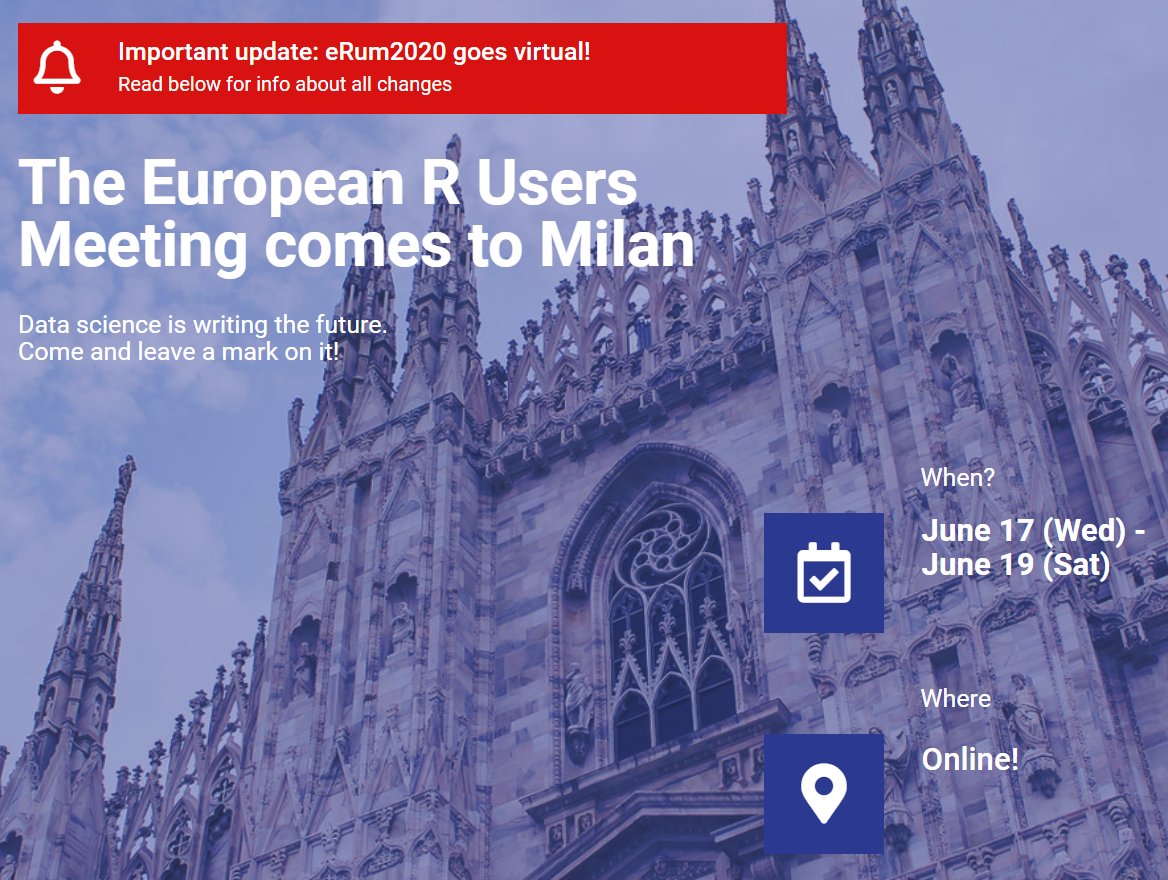 Important update: eRum2020 goes virtual!
Read below for info about all changes
The European R Users
Meeting comes to Milan
Data science is writing the future.
Come and leave a mark on it!
When?
June 17 (Wed) -
June 19 (Sat)
Where
Online!